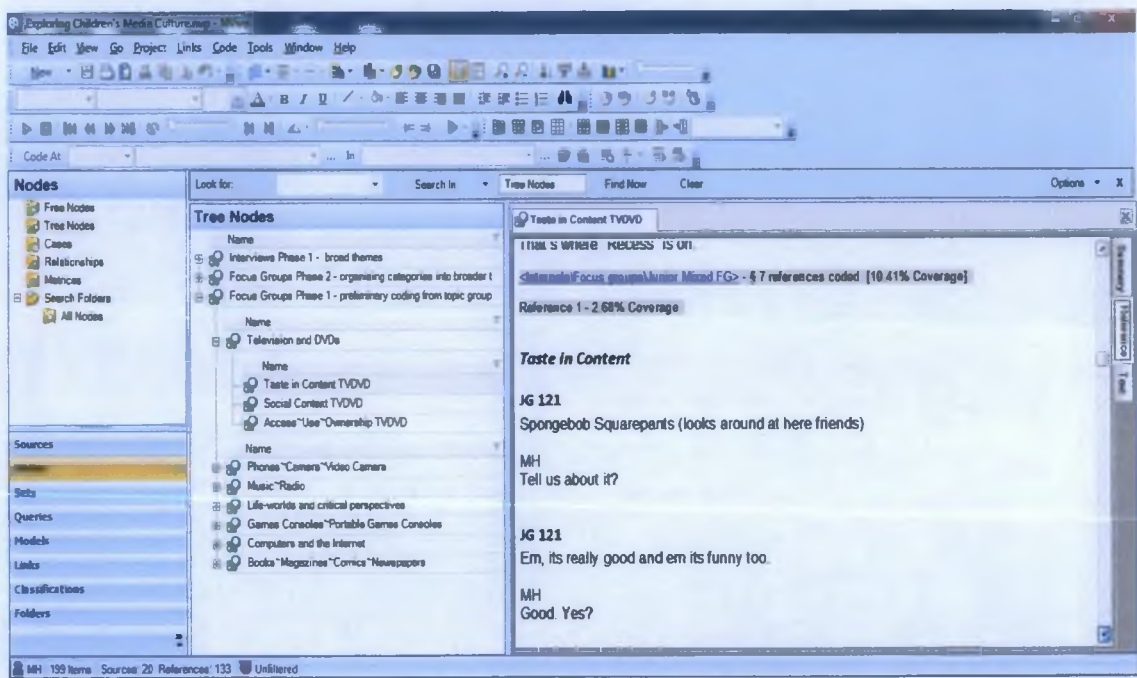 Exploring Children's Media Culture.nvp - NVivo
File Edit View Go Project Links Code Tools Window Help
New
A B I U
Code At In
Nodes
Free Nodes
Tree Nodes
Cases
Relationships
Matrices
Search Folders
All Nodes
Sources
Sets
Queries
Models
Links
Classifications
Folders
Look for: Search In Tree Nodes Find Now Clear Options X
Tree Nodes
Name
Interviews Phase 1 - broad themes
Focus Groups Phase 2 - organising categories into broader t
Focus Groups Phase 1 - preliminary coding from topic group
Name
Television and DVDs
Name
Taste in Content TVDVD
Social Context TVDVD
Access~Use~Ownership TVDVD
Name
Phones~Camera~Video Camera
Music~Radio
Life-worlds and critical perspectives
Games Consoles~Portable Games Consoles
Computers and the Internet
Books~Magazines~Comics~Newspapers
Taste in Content TVDVD
That's where 'Recess' is on.
<Internals\Focus groups\Junior Mixed FG> - § 7 references coded [10.41% Coverage]
Reference 1 - 2.68% Coverage
Taste in Content
JG 121
Spongebob Squarepants (looks around at here friends)
MH
Tell us about it?
JG 121
Em, its really good and em its funny too.
MH
Good. Yes?
Summary
Reference
Text
MH 199 Items Sources: 20 References: 133 Unfiltered